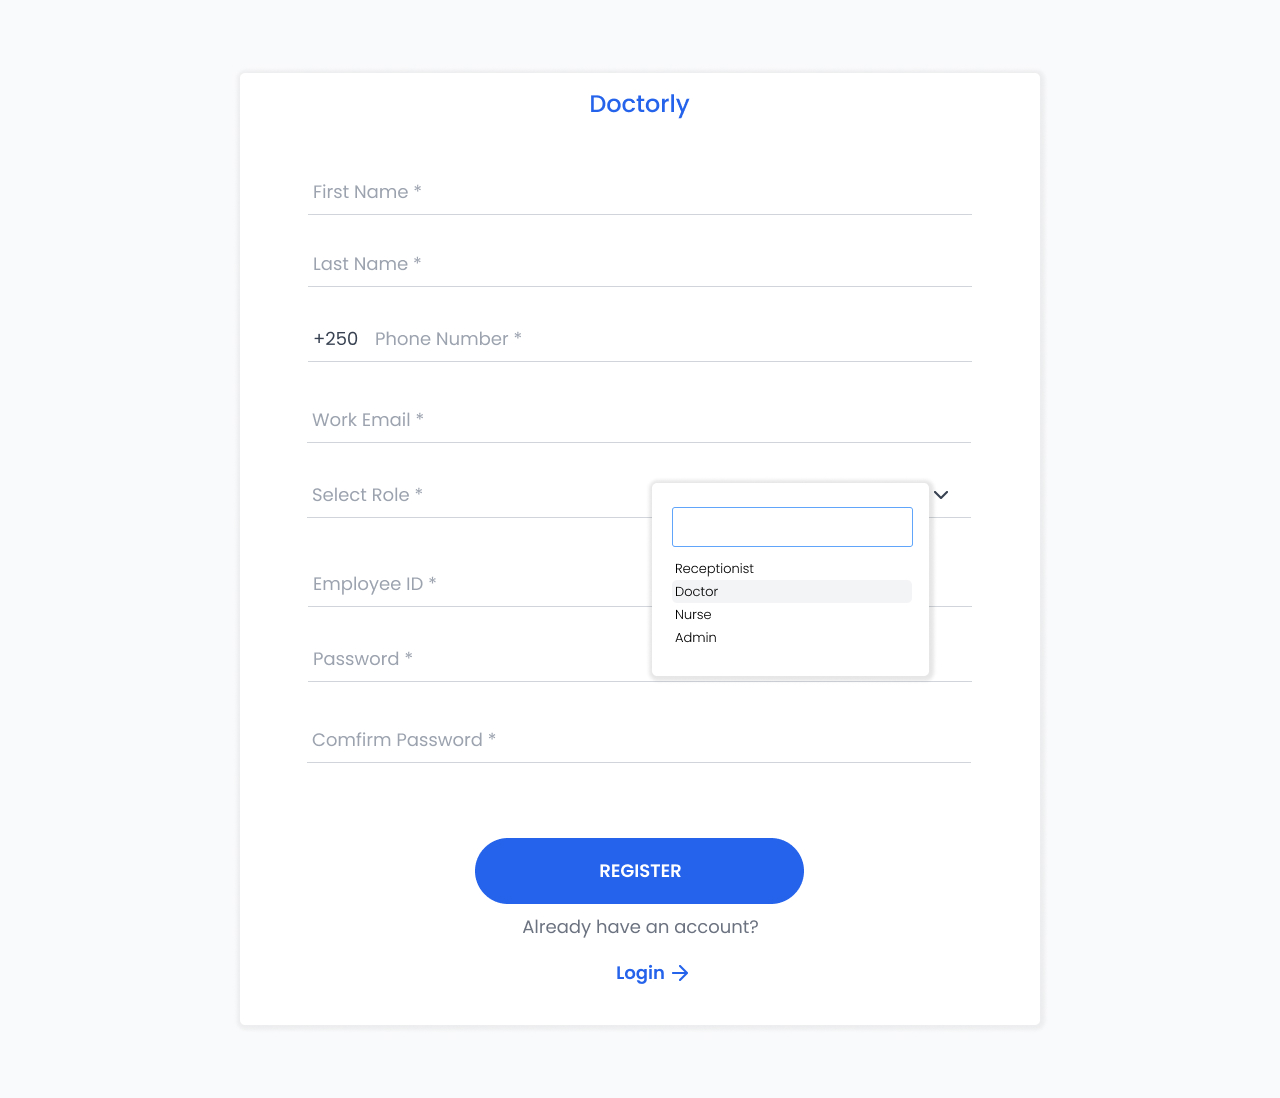 Doctorly
First Name *
Last Name *
+250 Phone Number *
Work Email *
Select Role *
Receptionist
Doctor
Nurse
Admin
Employee ID *
Password *
Comfirm Password *
REGISTER
Already have an account?
Login →